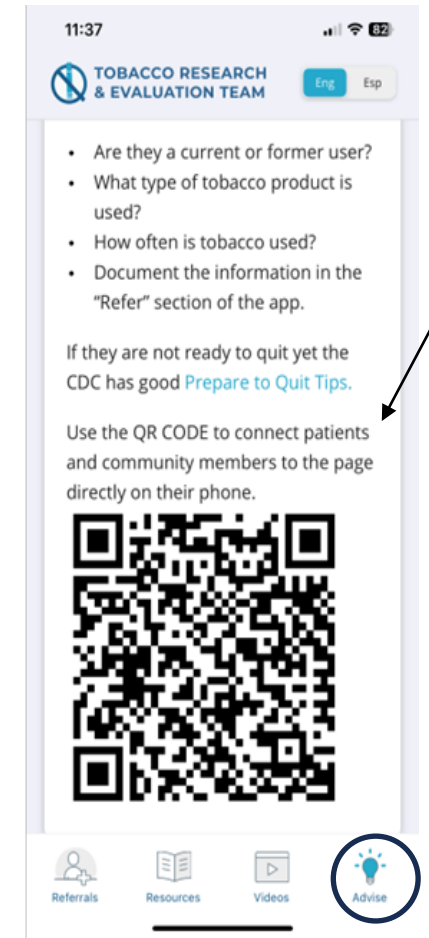 11:37
82
TOBACCO RESEARCH
& EVALUATION TEAM
Eng Esp
• Are they a current or former user?
• What type of tobacco product is
used?
• How often is tobacco used?
• Document the information in the
“Refer” section of the app.
If they are not ready to quit yet the
CDC has good Prepare to Quit Tips.
Use the QR CODE to connect patients
and community members to the page
directly on their phone.
Referrals Resources Videos Advise